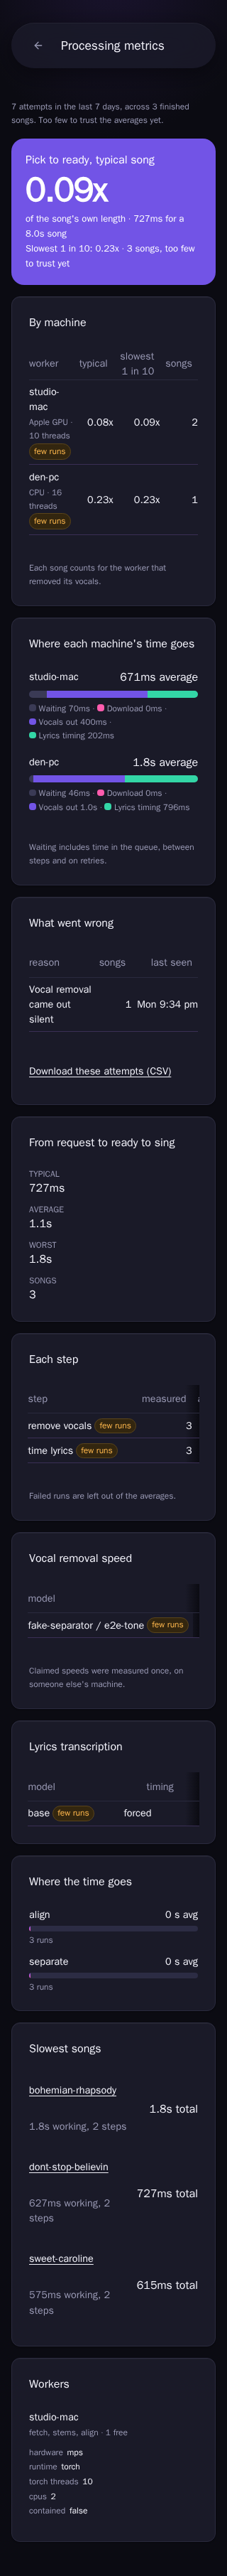 Processing metrics
7 attempts in the last 7 days, across 3 finished
songs. Too few to trust the averages yet.
Pick to ready, typical song
0.09x
of the song's own length · 727ms for a
8.0s song
Slowest 1 in 10: 0.23x · 3 songs, too few
to trust yet
By machine
worker typical slowest 1 in 10 songs
studio-
mac
Apple GPU ·
10 threads
few runs
0.08x 0.09x 2
den-pc
CPU · 16
threads
few runs
0.23x 0.23x 1
Each song counts for the worker that
removed its vocals.
Where each machine's time goes
studio-mac 671ms average
Waiting 70ms · Download 0ms ·
Vocals out 400ms ·
Lyrics timing 202ms
den-pc 1.8s average
Waiting 46ms · Download 0ms ·
Vocals out 1.0s · Lyrics timing 796ms
Waiting includes time in the queue, between
steps and on retries.
What went wrong
reason songs last seen
Vocal removal
came out
silent
1 Mon 9:34 pm
Download these attempts (CSV)
From request to ready to sing
TYPICAL
727ms
AVERAGE
1.1s
WORST
1.8s
SONGS
3
Each step
step measured
remove vocals few runs 3
time lyrics few runs 3
Failed runs are left out of the averages.
Vocal removal speed
model
fake-separator / e2e-tone few runs
Claimed speeds were measured once, on
someone else's machine.
Lyrics transcription
model timing
base few runs forced
Where the time goes
align 0 s avg
3 runs
separate 0 s avg
3 runs
Slowest songs
bohemian-rhapsody
1.8s total
1.8s working, 2 steps
dont-stop-believin
727ms total
627ms working, 2
steps
sweet-caroline
615ms total
575ms working, 2
steps
Workers
studio-mac
fetch, stems, align · 1 free
hardware mps
runtime torch
torch threads 10
cpus 2
contained false